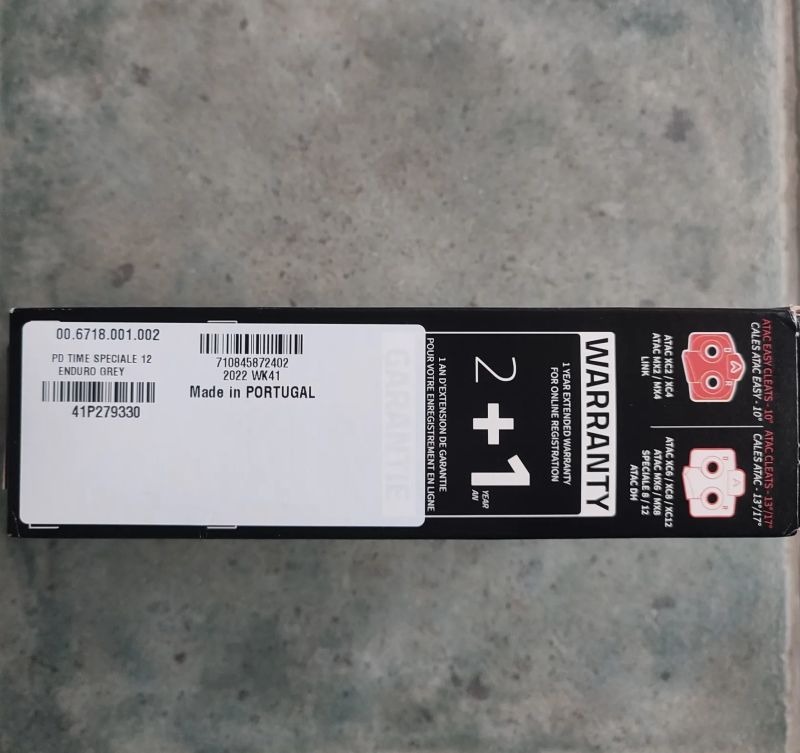 00.6718.001.002
PD TIME SPECIALE 12
ENDURO GREY
41P279330
710845872402
2022 WK41
Made in PORTUGAL
WARRANTY
1 YEAR EXTENDED WARRANTY
FOR ONLINE REGISTRATION
2+1
YEAR
AN
1 AN D'EXTENSION DE GARANTIE
POUR VOTRE ENREGISTREMENT EN LIGNE
ATAC EASY CLEATS - 10°
CALES ATAC EASY - 10°
ATAC XC2 / XC4
ATAC MX2 / MX4
LINK
ATAC CLEATS - 13°/17°
CALES ATAC - 13°/17°
ATAC XC6 / XC8 / XC12
ATAC MX6 / MX8
SPECIALE 8 / 12
ATAC DH